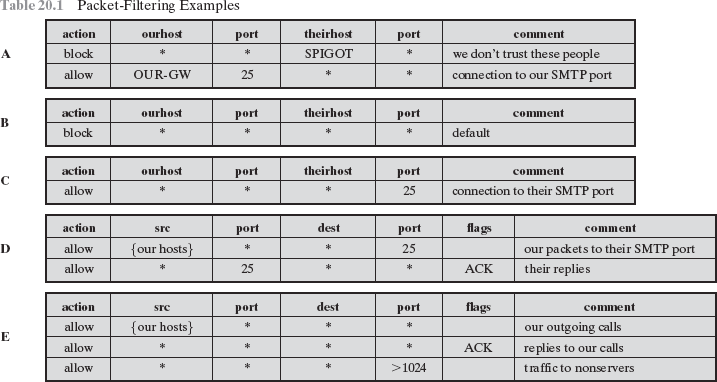 Table 20.1 Packet-Filtering Examples
A
action ourhost port theirhost port comment
block * * SPIGOT * we don't trust these people
allow OUR-GW 25 * * connection to our SMTP port
B
action ourhost port theirhost port comment
block * * * * default
C
action ourhost port theirhost port comment
allow * * * 25 connection to their SMTP port
D
action src port dest port flags comment
allow {our hosts} * * 25 our packets to their SMTP port
allow * 25 * * ACK their replies
E
action src port dest port flags comment
allow {our hosts} * * * our outgoing calls
allow * * * * ACK replies to our calls
allow * * * >1024 traffic to nonservers